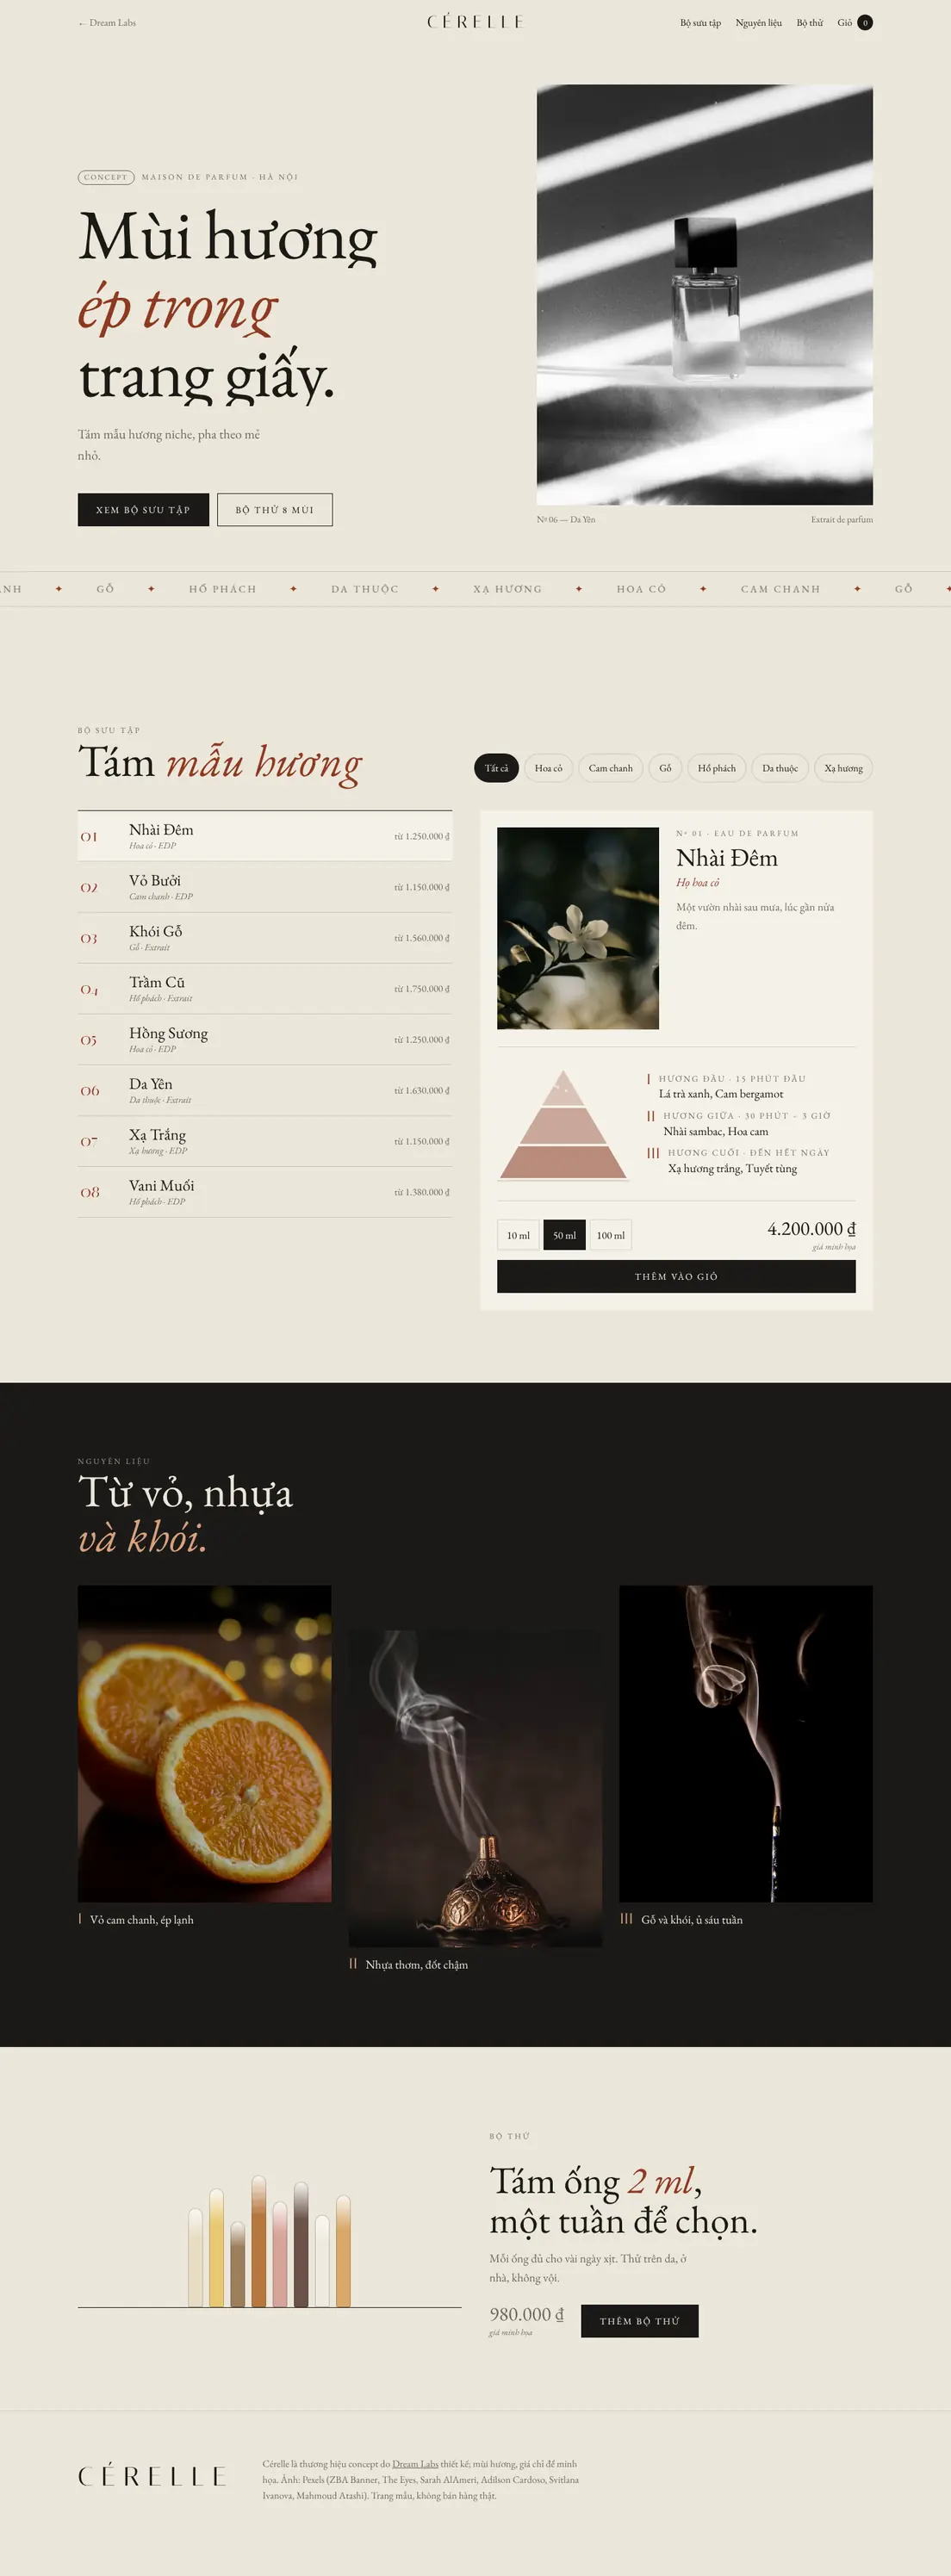 ← Dream Labs
CÉRELLE
Bộ sưu tập Nguyên liệu Bộ thử Giỏ 0
CONCEPT MAISON DE PARFUM · HÀ NỘI
Mùi hương
ép trong
trang giấy.
Tám mẫu hương niche, pha theo mẻ
nhỏ.
XEM BỘ SƯU TẬP BỘ THỬ 8 MÙI
Nº 06 — Da Yên Extrait de parfum
ANH ✦ GỖ ✦ HỔ PHÁCH ✦ DA THUỘC ✦ XẠ HƯƠNG ✦ HOA CỎ ✦ CAM CHANH ✦ GỖ ✦
BỘ SƯU TẬP
Tám mẫu hương
Tất cả Hoa cỏ Cam chanh Gỗ Hổ phách Da thuộc Xạ hương
01 Nhài Đêm từ 1.250.000 ₫
Hoa cỏ · EDP
02 Vỏ Bưởi từ 1.150.000 ₫
Cam chanh · EDP
03 Khói Gỗ từ 1.560.000 ₫
Gỗ · Extrait
04 Trầm Cũ từ 1.750.000 ₫
Hổ phách · Extrait
05 Hồng Sương từ 1.250.000 ₫
Hoa cỏ · EDP
06 Da Yên từ 1.630.000 ₫
Da thuộc · Extrait
07 Xạ Trắng từ 1.150.000 ₫
Xạ hương · EDP
08 Vani Muối từ 1.380.000 ₫
Hổ phách · EDP
Nº 01 · EAU DE PARFUM
Nhài Đêm
Họ hoa cỏ
Một vườn nhài sau mưa, lúc gần nửa
đêm.
HƯƠNG ĐẦU · 15 PHÚT ĐẦU
Lá trà xanh, Cam bergamot
HƯƠNG GIỮA · 30 PHÚT – 3 GIỜ
Nhài sambac, Hoa cam
HƯƠNG CUỐI · ĐẾN HẾT NGÀY
Xạ hương trắng, Tuyết tùng
10 ml 50 ml 100 ml 4.200.000 ₫
giá minh họa
THÊM VÀO GIỎ
NGUYÊN LIỆU
Từ vỏ, nhựa
và khói.
Vỏ cam chanh, ép lạnh
Nhựa thơm, đốt chậm
Gỗ và khói, ủ sáu tuần
BỘ THỬ
Tám ống 2 ml,
một tuần để chọn.
Mỗi ống đủ cho vài ngày xịt. Thử trên da, ở
nhà, không vội.
980.000 ₫ THÊM BỘ THỬ
giá minh họa
CÉRELLE
Cérelle là thương hiệu concept do Dream Labs thiết kế; mùi hương, giá chỉ để minh
họa. Ảnh: Pexels (ZBA Banner, The Eyes, Sarah AlAmeri, Adilson Cardoso, Svitlana
Ivanova, Mahmoud Atashi). Trang mẫu, không bán hàng thật.